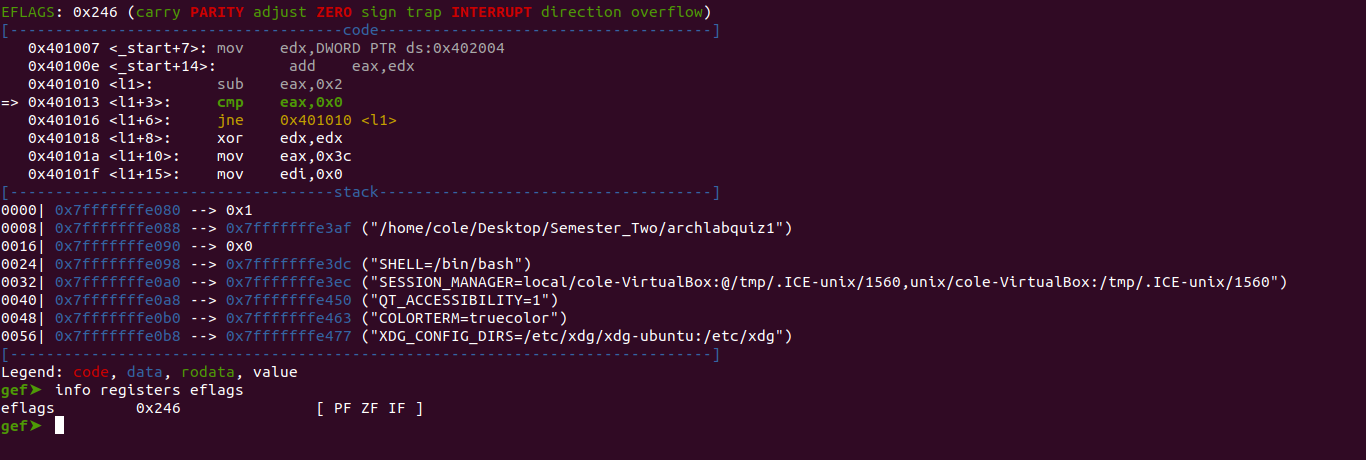 EFLAGS: 0x246 (carry PARITY adjust ZERO sign trap INTERRUPT direction overflow)
[-------------------------------------code-------------------------------------]
   0x401007 <_start+7>: mov    edx,DWORD PTR ds:0x402004
   0x40100e <_start+14>:        add    eax,edx
   0x401010 <l1>:       sub    eax,0x2
=> 0x401013 <l1+3>:     cmp    eax,0x0
   0x401016 <l1+6>:     jne    0x401010 <l1>
   0x401018 <l1+8>:     xor    edx,edx
   0x40101a <l1+10>:    mov    eax,0x3c
   0x40101f <l1+15>:    mov    edi,0x0
[------------------------------------stack-------------------------------------]
0000| 0x7fffffffe080 --> 0x1
0008| 0x7fffffffe088 --> 0x7fffffffe3af ("/home/cole/Desktop/Semester_Two/archlabquiz1")
0016| 0x7fffffffe090 --> 0x0
0024| 0x7fffffffe098 --> 0x7fffffffe3dc ("SHELL=/bin/bash")
0032| 0x7fffffffe0a0 --> 0x7fffffffe3ec ("SESSION_MANAGER=local/cole-VirtualBox:@/tmp/.ICE-unix/1560,unix/cole-VirtualBox:/tmp/.ICE-unix/1560")
0040| 0x7fffffffe0a8 --> 0x7fffffffe450 ("QT_ACCESSIBILITY=1")
0048| 0x7fffffffe0b0 --> 0x7fffffffe463 ("COLORTERM=truecolor")
0056| 0x7fffffffe0b8 --> 0x7fffffffe477 ("XDG_CONFIG_DIRS=/etc/xdg/xdg-ubuntu:/etc/xdg")
[------------------------------------------------------------------------------]
Legend: code, data, rodata, value
gef➤  info registers eflags
eflags         0x246               [ PF ZF IF ]
gef➤